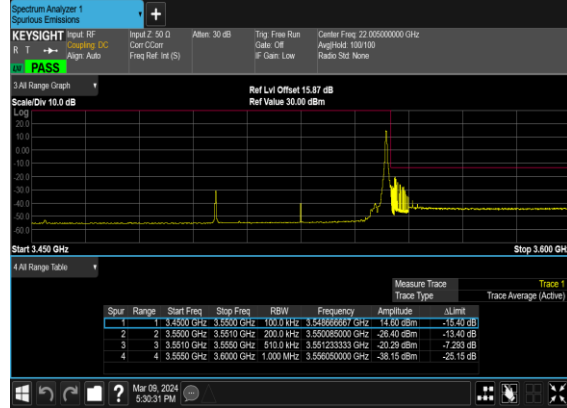 Spectrum Analyzer 1
Spurious Emissions
KEYSIGHT Input: RF Input Z: 50 Ω Atten: 30 dB Trig: Free Run Center Freq: 22.005000000 GHz
R T Coupling: DC Corr CCorr Gate: Off Avg|Hold: 100/100
Align: Auto Freq Ref: Int (S) IF Gain: Low Radio Std: None
PASS
3 All Range Graph
Ref Lvl Offset 15.87 dB
Scale/Div 10.0 dB Ref Value 30.00 dBm
Log
20.0
10.0
0.00
-10.0
-20.0
-30.0
-40.0
-50.0
-60.0
Start 3.450 GHz Stop 3.600 GH
4 All Range Table
Measure Trace Trace 1
Trace Type Trace Average (Active)
Spur Range Start Freq Stop Freq RBW Frequency Amplitude ΔLimit
1 1 3.4500 GHz 3.5500 GHz 100.0 kHz 3.548666667 GHz 14.60 dBm -15.40 dB
2 2 3.5500 GHz 3.5510 GHz 200.0 kHz 3.550085000 GHz -26.40 dBm -13.40 dB
3 3 3.5510 GHz 3.5550 GHz 510.0 kHz 3.551233333 GHz -20.29 dBm -7.293 dB
4 4 3.5550 GHz 3.6000 GHz 1.000 MHz 3.556050000 GHz -38.15 dBm -25.15 dB
Mar 09, 2024
5:30:31 PM